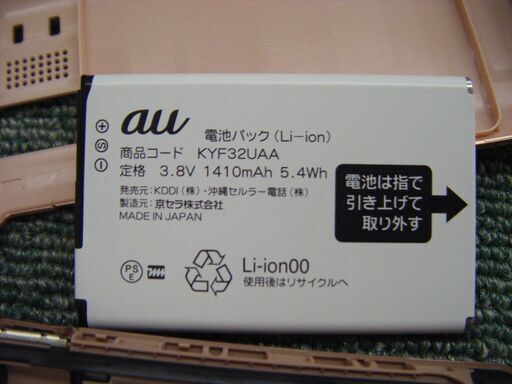 au 電池パック(Li-ion)
商品コード KYF32UAA
定格 3.8V 1410mAh 5.4Wh
発売元:KDDI(株)・沖縄セルラー電話(株)
製造元:京セラ株式会社
MADE IN JAPAN
電池は指で
引き上げて
取り外す
⊕ S ⊖
PS
E
Li-ion00
使用後はリサイクルへ